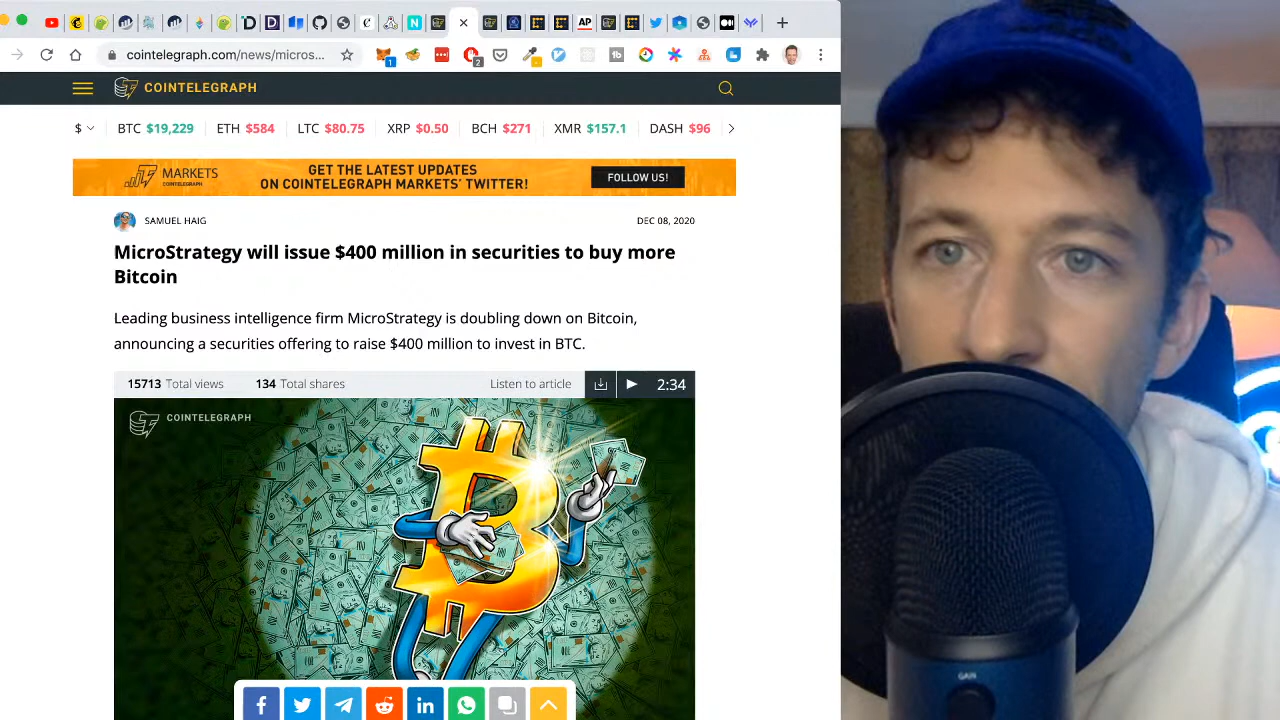 cointelegraph.com/news/micros...
COINTELEGRAPH
$ BTC $19,229 ETH $584 LTC $80.75 XRP $0.50 BCH $271 XMR $157.1 DASH $96
MARKETS
COINTELEGRAPH
GET THE LATEST UPDATES
ON COINTELEGRAPH MARKETS' TWITTER!
FOLLOW US!
SAMUEL HAIG DEC 08, 2020
MicroStrategy will issue $400 million in securities to buy more
Bitcoin
Leading business intelligence firm MicroStrategy is doubling down on Bitcoin,
announcing a securities offering to raise $400 million to invest in BTC.
15713 Total views 134 Total shares Listen to article 2:34
COINTELEGRAPH
GAIN